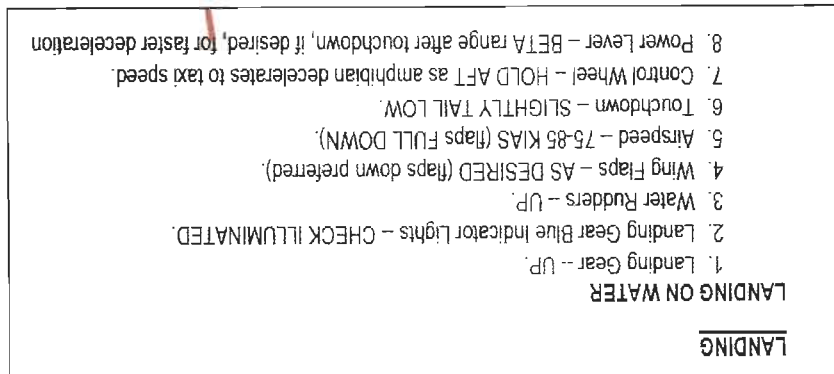 LANDING
LANDING ON WATER
1. Landing Gear -- UP.
2. Landing Gear Blue Indicator Lights – CHECK ILLUMINATED.
3. Water Rudders – UP.
4. Wing Flaps – AS DESIRED (flaps down preferred).
5. Airspeed – 75-85 KIAS (flaps FULL DOWN).
6. Touchdown – SLIGHTLY TAIL LOW.
7. Control Wheel – HOLD AFT as amphibian decelerates to taxi speed.
8. Power Lever – BETA range after touchdown, if desired, for faster deceleration